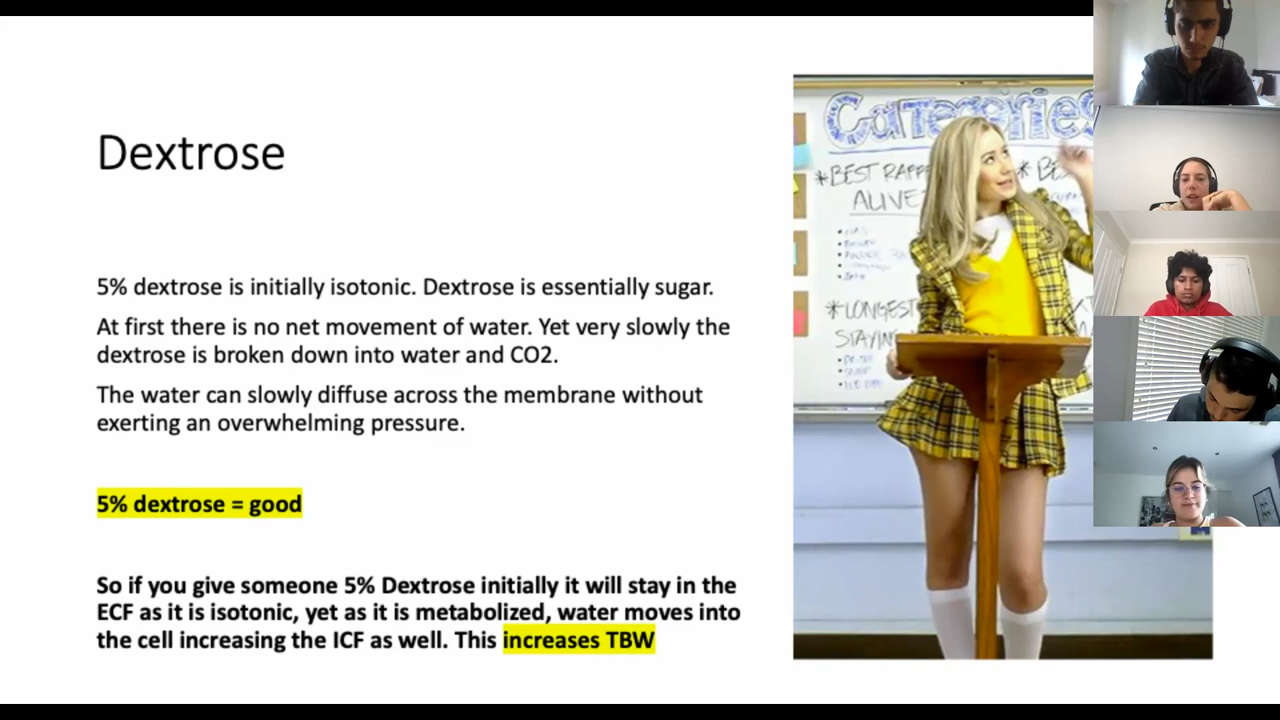 Dextrose
5% dextrose is initially isotonic. Dextrose is essentially sugar.
At first there is no net movement of water. Yet very slowly the
dextrose is broken down into water and CO2.
The water can slowly diffuse across the membrane without
exerting an overwhelming pressure.
5% dextrose = good
So if you give someone 5% Dextrose initially it will stay in the
ECF as it is isotonic, yet as it is metabolized, water moves into
the cell increasing the ICF as well. This increases TBW
Categories
*BEST RAPP
ALIVE
*LONGEST
STAYIN